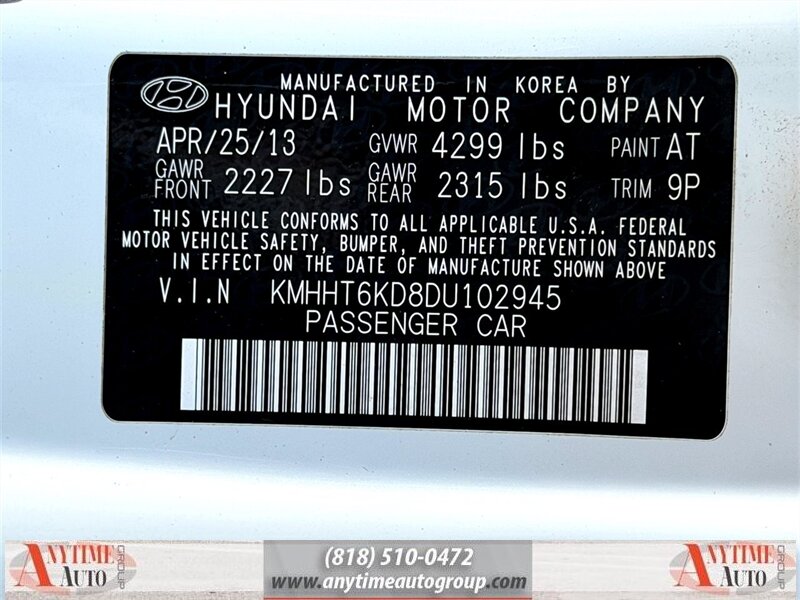 MANUFACTURED IN KOREA BY
HYUNDAI MOTOR COMPANY
APR/25/13 GVWR 4299 lbs PAINT AT
GAWR FRONT 2227 lbs GAWR REAR 2315 lbs TRIM 9P
THIS VEHICLE CONFORMS TO ALL APPLICABLE U.S.A. FEDERAL
MOTOR VEHICLE SAFETY, BUMPER, AND THEFT PREVENTION STANDARDS
IN EFFECT ON THE DATE OF MANUFACTURE SHOWN ABOVE
V.I.N KMHHT6KD8DU102945
PASSENGER CAR
ANYTIME AUTO GROUP
(818) 510-0472
www.anytimeautogroup.com
ANYTIME AUTO GROUP